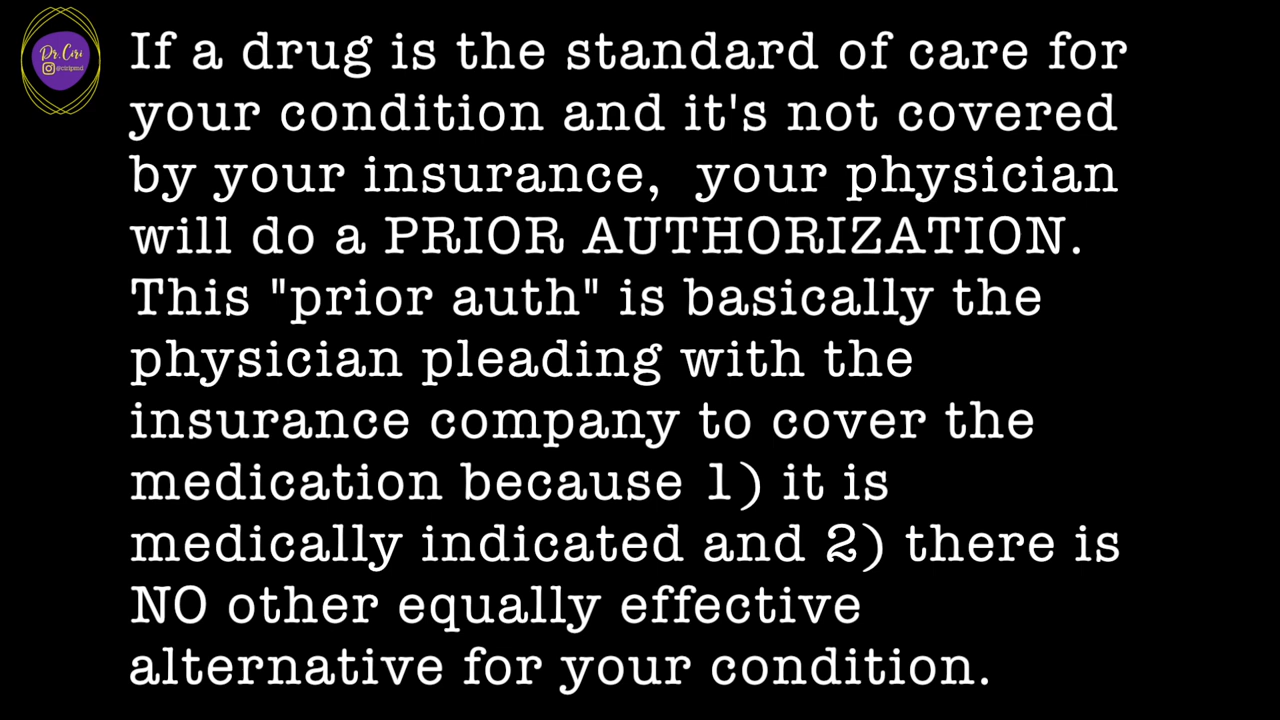 Dr. Ciri
If a drug is the standard of care for
your condition and it's not covered
by your insurance,  your physician
will do a PRIOR AUTHORIZATION.
This "prior auth" is basically the
physician pleading with the
insurance company to cover the
medication because 1) it is
medically indicated and 2) there is
NO other equally effective
alternative for your condition.